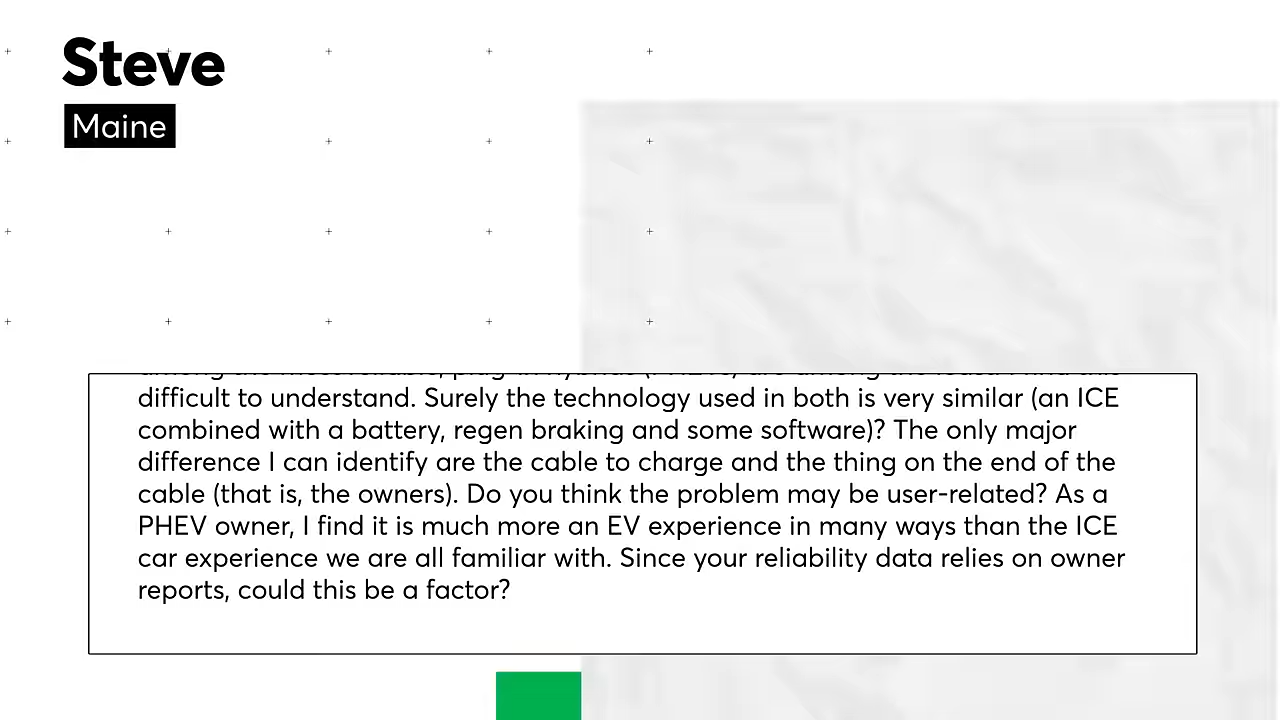 Steve
Maine
difficult to understand. Surely the technology used in both is very similar (an ICE
combined with a battery, regen braking and some software)? The only major
difference I can identify are the cable to charge and the thing on the end of the
cable (that is, the owners). Do you think the problem may be user-related? As a
PHEV owner, I find it is much more an EV experience in many ways than the ICE
car experience we are all familiar with. Since your reliability data relies on owner
reports, could this be a factor?